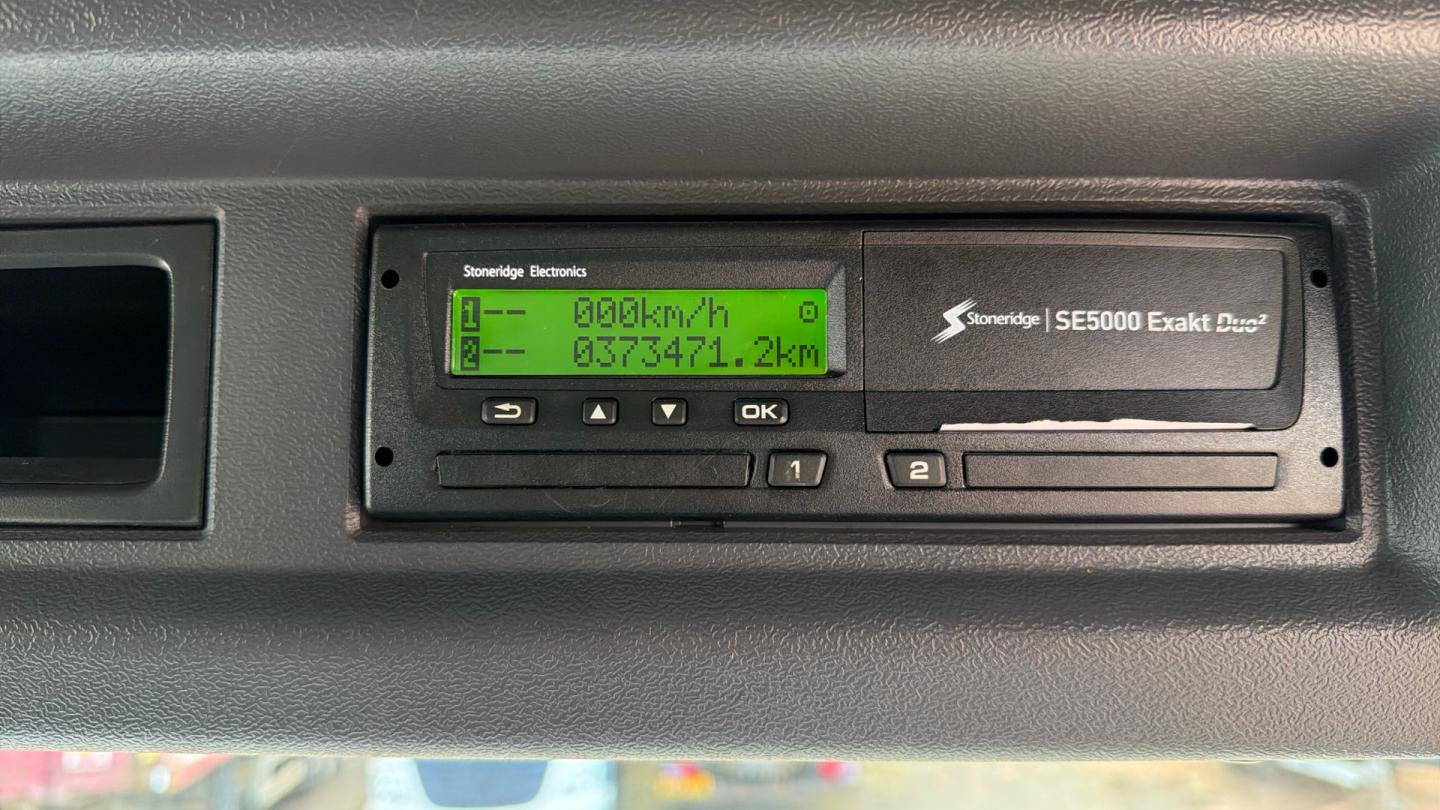 Stoneridge Electronics
1-- 000km/h
2-- 0373471.2km
Stoneridge | SE5000 Exakt Duo²
OK
1
2